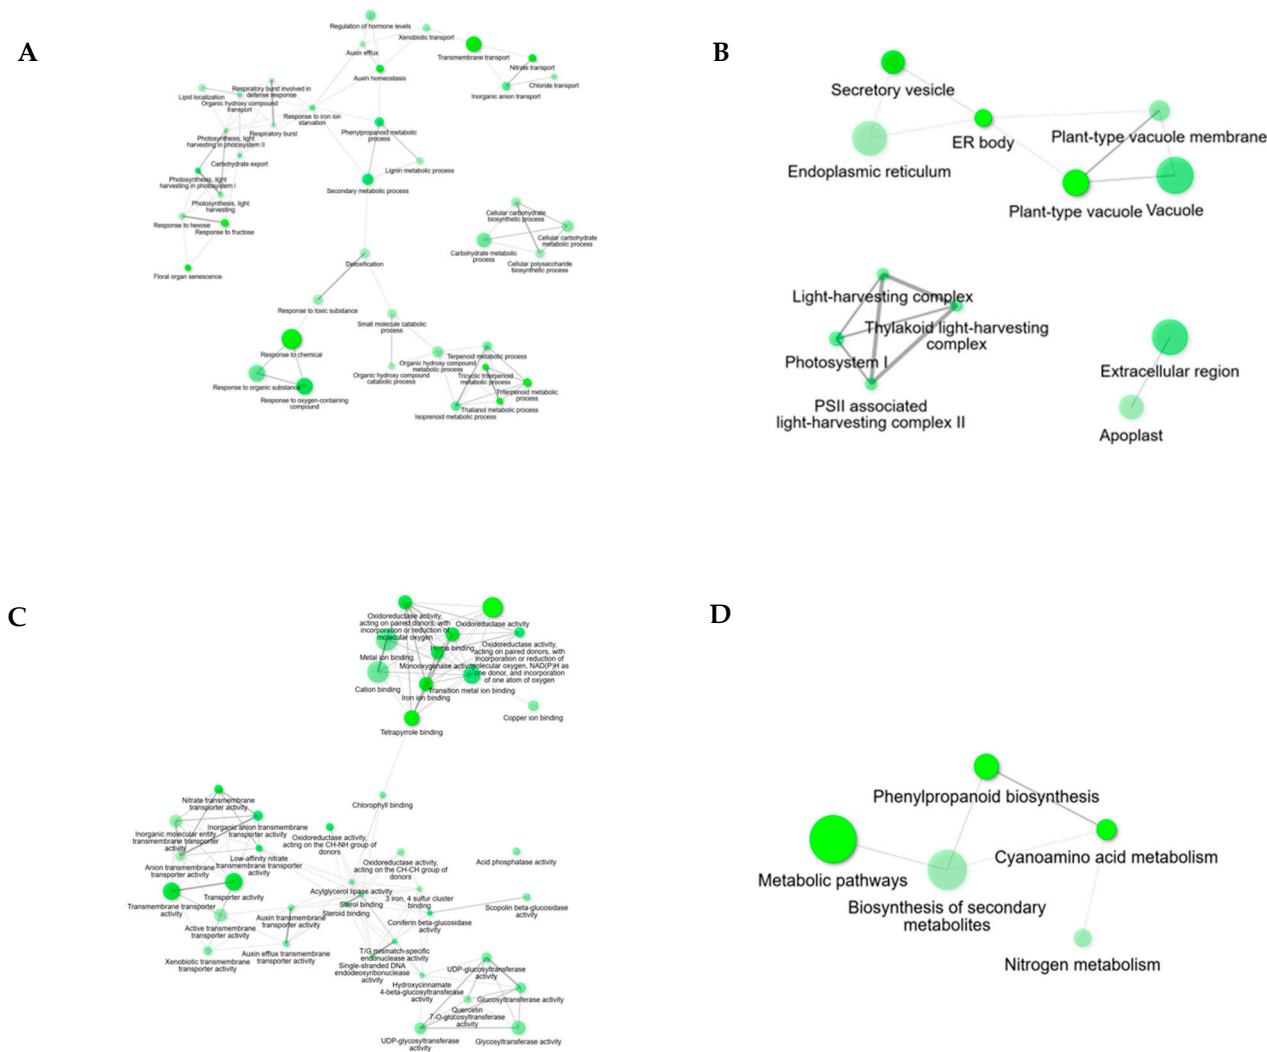 A
Regulation of hormone levels
Xenobiotic transport
Auxin efflux
Transmembrane transport
Nitrate transport
Auxin homeostasis
Chloride transport
Inorganic anion transport
Respiratory burst involved in
defense response
Lipid localization
Organic hydroxy compound
transport
Response to iron ion
starvation
Respiratory burst
Phenylpropanoid metabolic
process
Photosynthesis, light
harvesting in photosystem II
Carbohydrate export
Lignin metabolic process
Photosynthesis, light
harvesting in photosystem I
Secondary metabolic process
Photosynthesis, light
harvesting
Response to hexose
Response to fructose
Cellular carbohydrate
biosynthetic process
Cellular carbohydrate
metabolic process
Carbohydrate metabolic
process
Cellular polysaccharide
biosynthetic process
Floral organ senescence
Detoxification
Response to toxic substance
Small molecule catabolic
process
Response to chemical
Terpenoid metabolic process
Organic hydroxy compound
metabolic process
Organic hydroxy compound
catabolic process
Tricyclic triterpenoid
metabolic process
Response to organic substance
Triterpenoid metabolic
process
Response to oxygen-containing
compound
Thalianol metabolic process
Isoprenoid metabolic process
B
Secretory vesicle
ER body
Plant-type vacuole membrane
Endoplasmic reticulum
Plant-type vacuole
Vacuole
Light-harvesting complex
Thylakoid light-harvesting
complex
Photosystem I
Extracellular region
PSII associated
light-harvesting complex II
Apoplast
C
Oxidoreductase activity,
acting on paired donors, with
incorporation or reduction of
molecular oxygen
Oxidoreductase activity
Heme binding
Oxidoreductase activity,
acting on paired donors, with
incorporation or reduction of
molecular oxygen, NAD(P)H as
one donor, and incorporation
of one atom of oxygen
Metal ion binding
Monooxygenase activity
Cation binding
Transition metal ion binding
Iron ion binding
Copper ion binding
Tetrapyrrole binding
Chlorophyll binding
Nitrate transmembrane
transporter activity
Inorganic molecular entity
transmembrane transporter
activity
Inorganic anion transmembrane
transporter activity
Oxidoreductase activity,
acting on the CH-NH group of
donors
Low-affinity nitrate
transmembrane transporter
activity
Anion transmembrane
transporter activity
Oxidoreductase activity,
acting on the CH-CH group of
donors
Acid phosphatase activity
Transporter activity
Transmembrane transporter
activity
Acylglycerol lipase activity
Sterol binding
3 iron, 4 sulfur cluster
binding
Steroid binding
Scopolin beta-glucosidase
activity
Auxin transmembrane
transporter activity
Coniferin beta-glucosidase
activity
Active transmembrane
transporter activity
Auxin efflux transmembrane
transporter activity
Xenobiotic transmembrane
transporter activity
T/G mismatch-specific
endonuclease activity
Single-stranded DNA
endodeoxyribonuclease
activity
UDP-glucosyltransferase
activity
Hydroxycinnamate
4-beta-glucosyltransferase
activity
Glucosyltransferase activity
Quercetin
7-O-glucosyltransferase
activity
UDP-glycosyltransferase
activity
Glycosyltransferase activity
D
Phenylpropanoid biosynthesis
Cyanoamino acid metabolism
Metabolic pathways
Biosynthesis of secondary
metabolites
Nitrogen metabolism